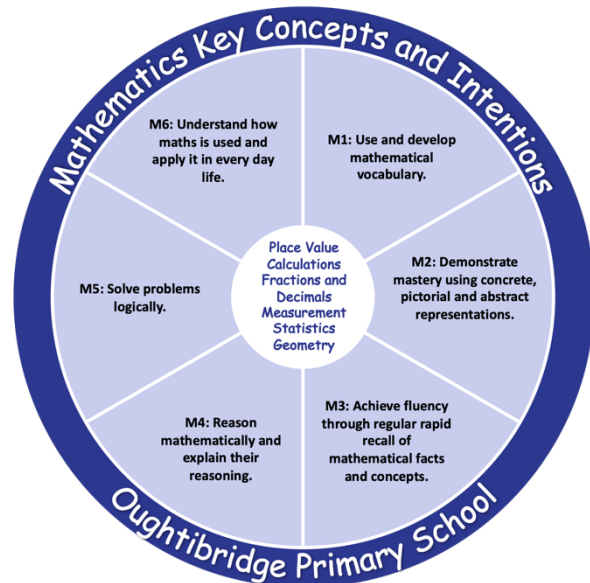 Mathematics Key Concepts and Intentions
M6: Understand how
maths is used and
apply it in every day
life.
M1: Use and develop
mathematical
vocabulary.
M5: Solve problems
logically.
Place Value
Calculations
Fractions and
Decimals
Measurement
Statistics
Geometry
M2: Demonstrate
mastery using concrete,
pictorial and abstract
representations.
M4: Reason
mathematically and
explain their
reasoning.
M3: Achieve fluency
through regular rapid
recall of
mathematical facts
and concepts.
Oughtibridge Primary School